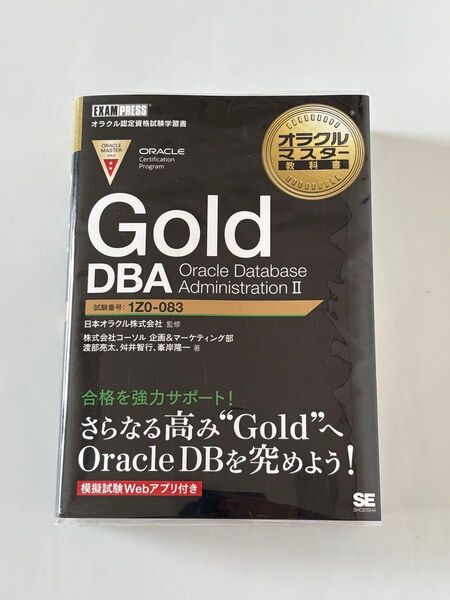 EXAMPRESS®
オラクル認定資格試験学習書
ORACLE
MASTER
GOLD
ORACLE
Certification
Program
オラクル
マスター
教科書
Gold
DBA Oracle Database
Administration II
試験番号：1Z0-083
日本オラクル株式会社 監修
株式会社コーソル 企画&マーケティング部
渡部亮太、舛井智行、峯岸隆一 著
合格を強力サポート！
さらなる高み“Gold”へ
Oracle DBを究めよう！
模擬試験Webアプリ付き
SE
SHOEISHA